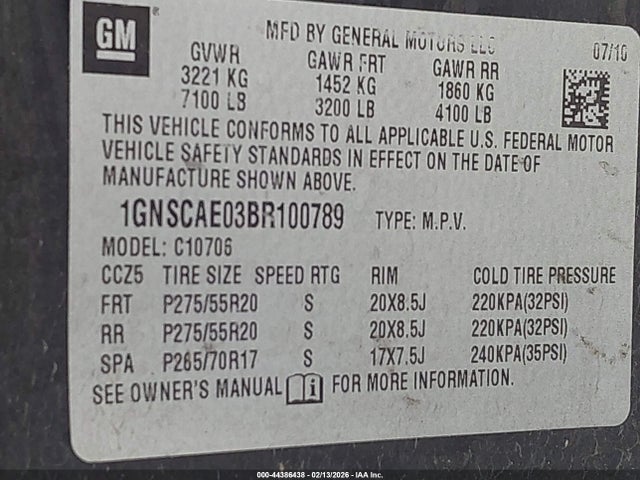 GM
MFD BY GENERAL MOTORS LLC
07/10
GVWR GAWR FRT GAWR RR
3221 KG 1452 KG 1860 KG
7100 LB 3200 LB 4100 LB
THIS VEHICLE CONFORMS TO ALL APPLICABLE U.S. FEDERAL MOTOR
VEHICLE SAFETY STANDARDS IN EFFECT ON THE DATE OF
MANUFACTURE SHOWN ABOVE.
1GNSCAE03BR100789 TYPE: M.P.V.
MODEL: C10706
CCZ5 TIRE SIZE SPEED RTG RIM COLD TIRE PRESSURE
FRT P275/55R20 S 20X8.5J 220KPA(32PSI)
RR P275/55R20 S 20X8.5J 220KPA(32PSI)
SPA P265/70R17 S 17X7.5J 240KPA(35PSI)
SEE OWNER'S MANUAL i FOR MORE INFORMATION.
000-44386438 - 02/13/2026 - IAA Inc.